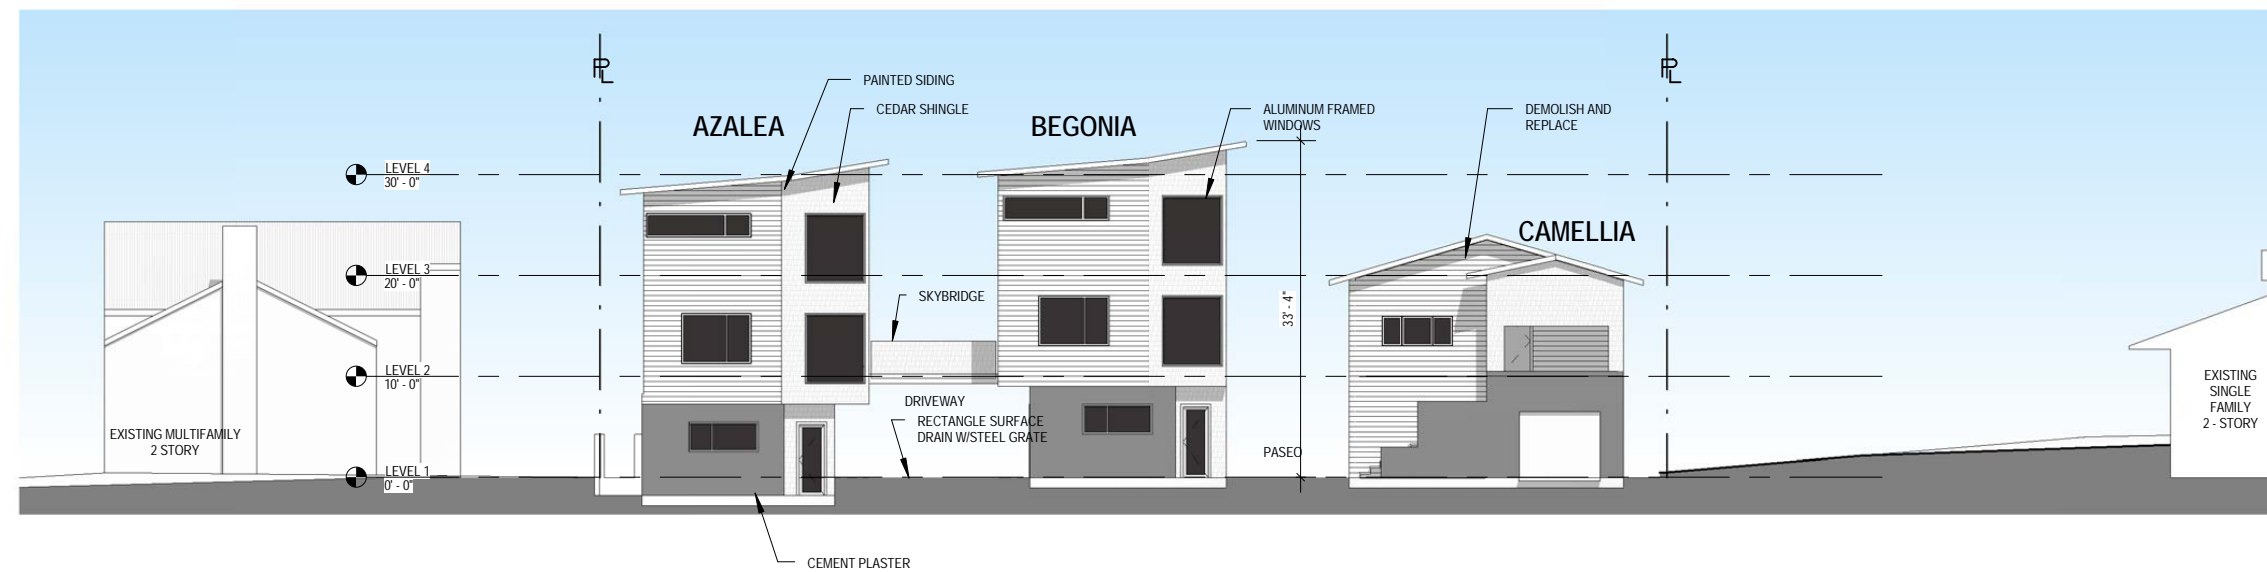 PL
PL
PAINTED SIDING
CEDAR SHINGLE
ALUMINUM FRAMED
WINDOWS
DEMOLISH AND
REPLACE
AZALEA
BEGONIA
CAMELLIA
LEVEL 4
30' - 0"
LEVEL 3
20' - 0"
SKYBRIDGE
33' - 4"
LEVEL 2
10' - 0"
DRIVEWAY
RECTANGLE SURFACE
DRAIN W/STEEL GRATE
PASEO
EXISTING MULTIFAMILY
2 STORY
EXISTING
SINGLE
FAMILY
2 - STORY
LEVEL 1
0' - 0"
CEMENT PLASTER